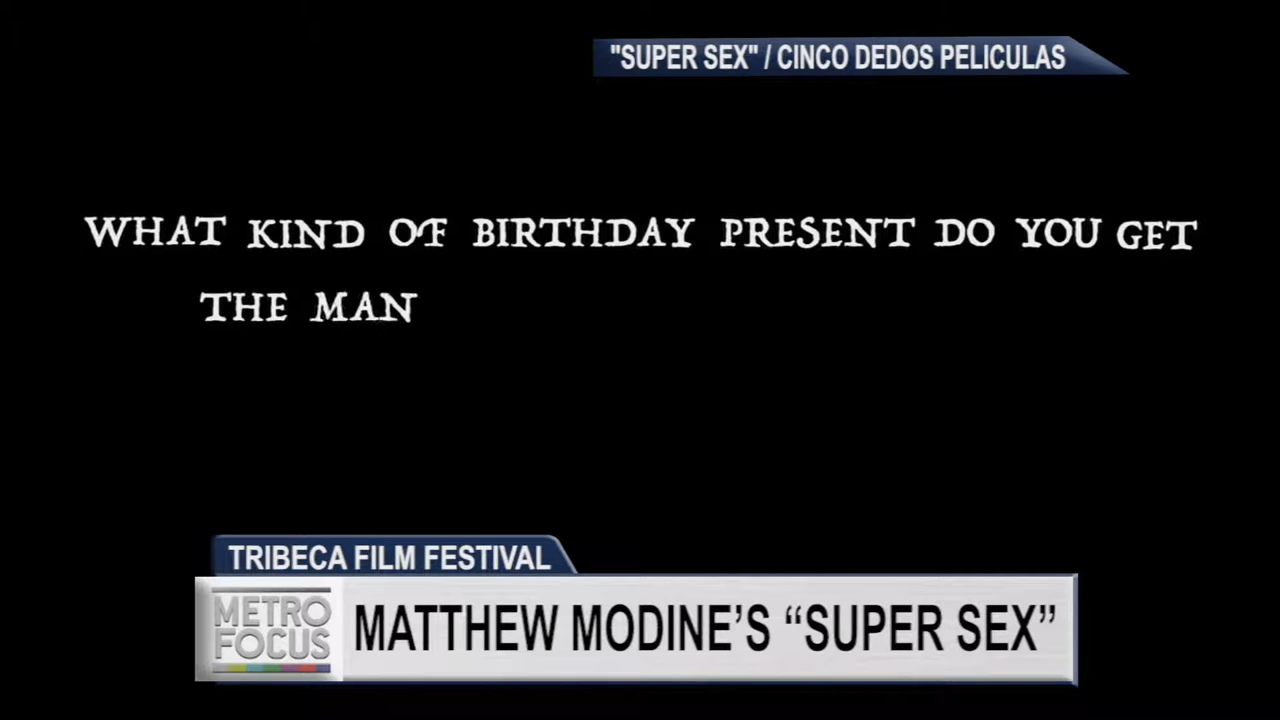 "SUPER SEX" / CINCO DEDOS PELICULAS
WHAT KIND OF BIRTHDAY PRESENT DO YOU GET
THE MAN
TRIBECA FILM FESTIVAL
METRO
FOCUS
MATTHEW MODINE'S “SUPER SEX”